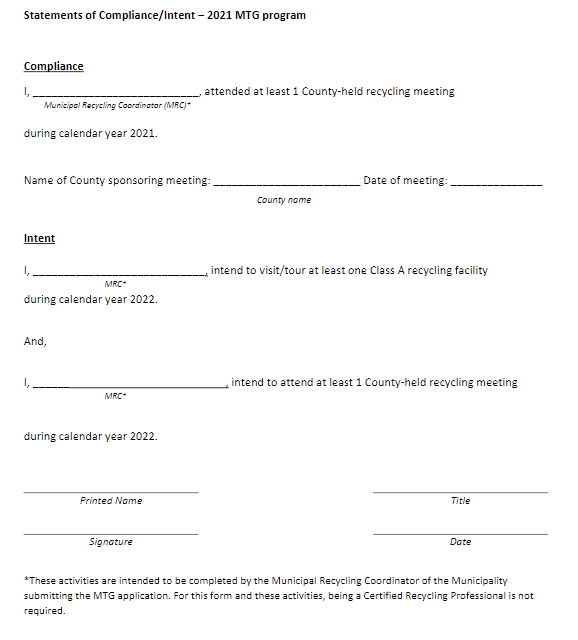 Statements of Compliance/Intent – 2021 MTG program
Compliance
I, ____________________________, attended at least 1 County-held recycling meeting
Municipal Recycling Coordinator (MRC)*
during calendar year 2021.
Name of County sponsoring meeting: ________________________ Date of meeting: _______________
County name
Intent
I, ____________________________, intend to visit/tour at least one Class A recycling facility
MRC*
during calendar year 2022.
And,
I, ________________________________, intend to attend at least 1 County-held recycling meeting
MRC*
during calendar year 2022.
Printed Name Title
Signature Date
*These activities are intended to be completed by the Municipal Recycling Coordinator of the Municipality
submitting the MTG application. For this form and these activities, being a Certified Recycling Professional is not
required.